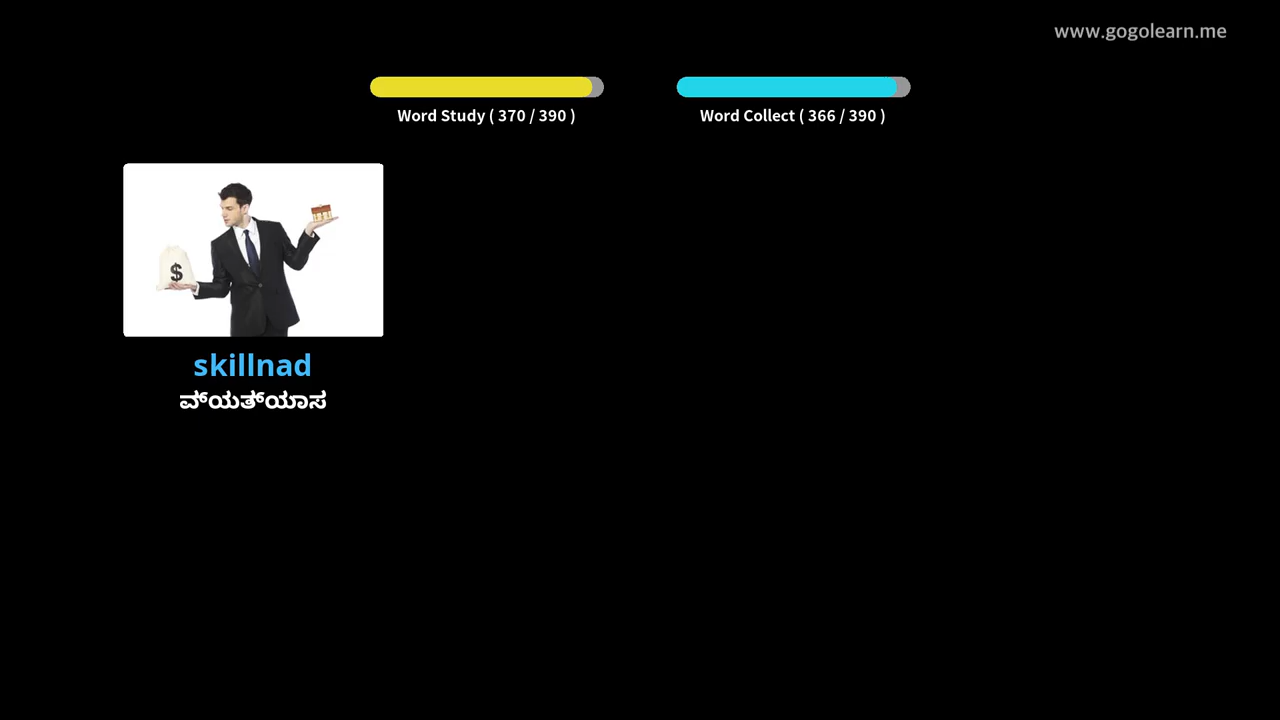 www.gogolearn.me
Word Study ( 370 / 390 )
Word Collect ( 366 / 390 )
$
skillnad
ವ್ಯತ್ಯಾಸ